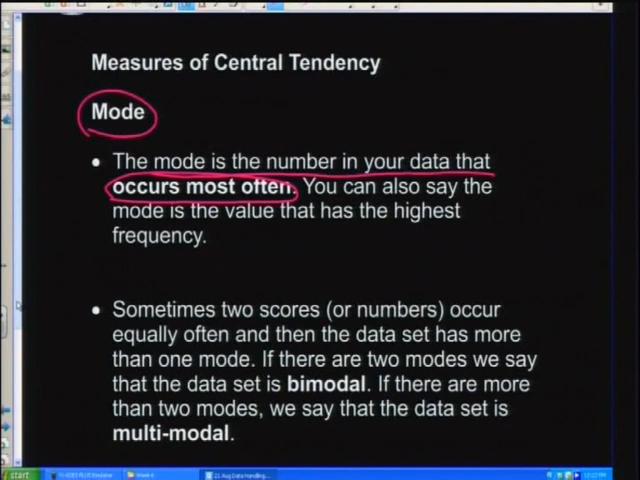 Measures of Central Tendency
Mode
• The mode is the number in your data that
occurs most often. You can also say the
mode is the value that has the highest
frequency.
• Sometimes two scores (or numbers) occur
equally often and then the data set has more
than one mode. If there are two modes we say
that the data set is bimodal. If there are more
than two modes, we say that the data set is
multi-modal.
start